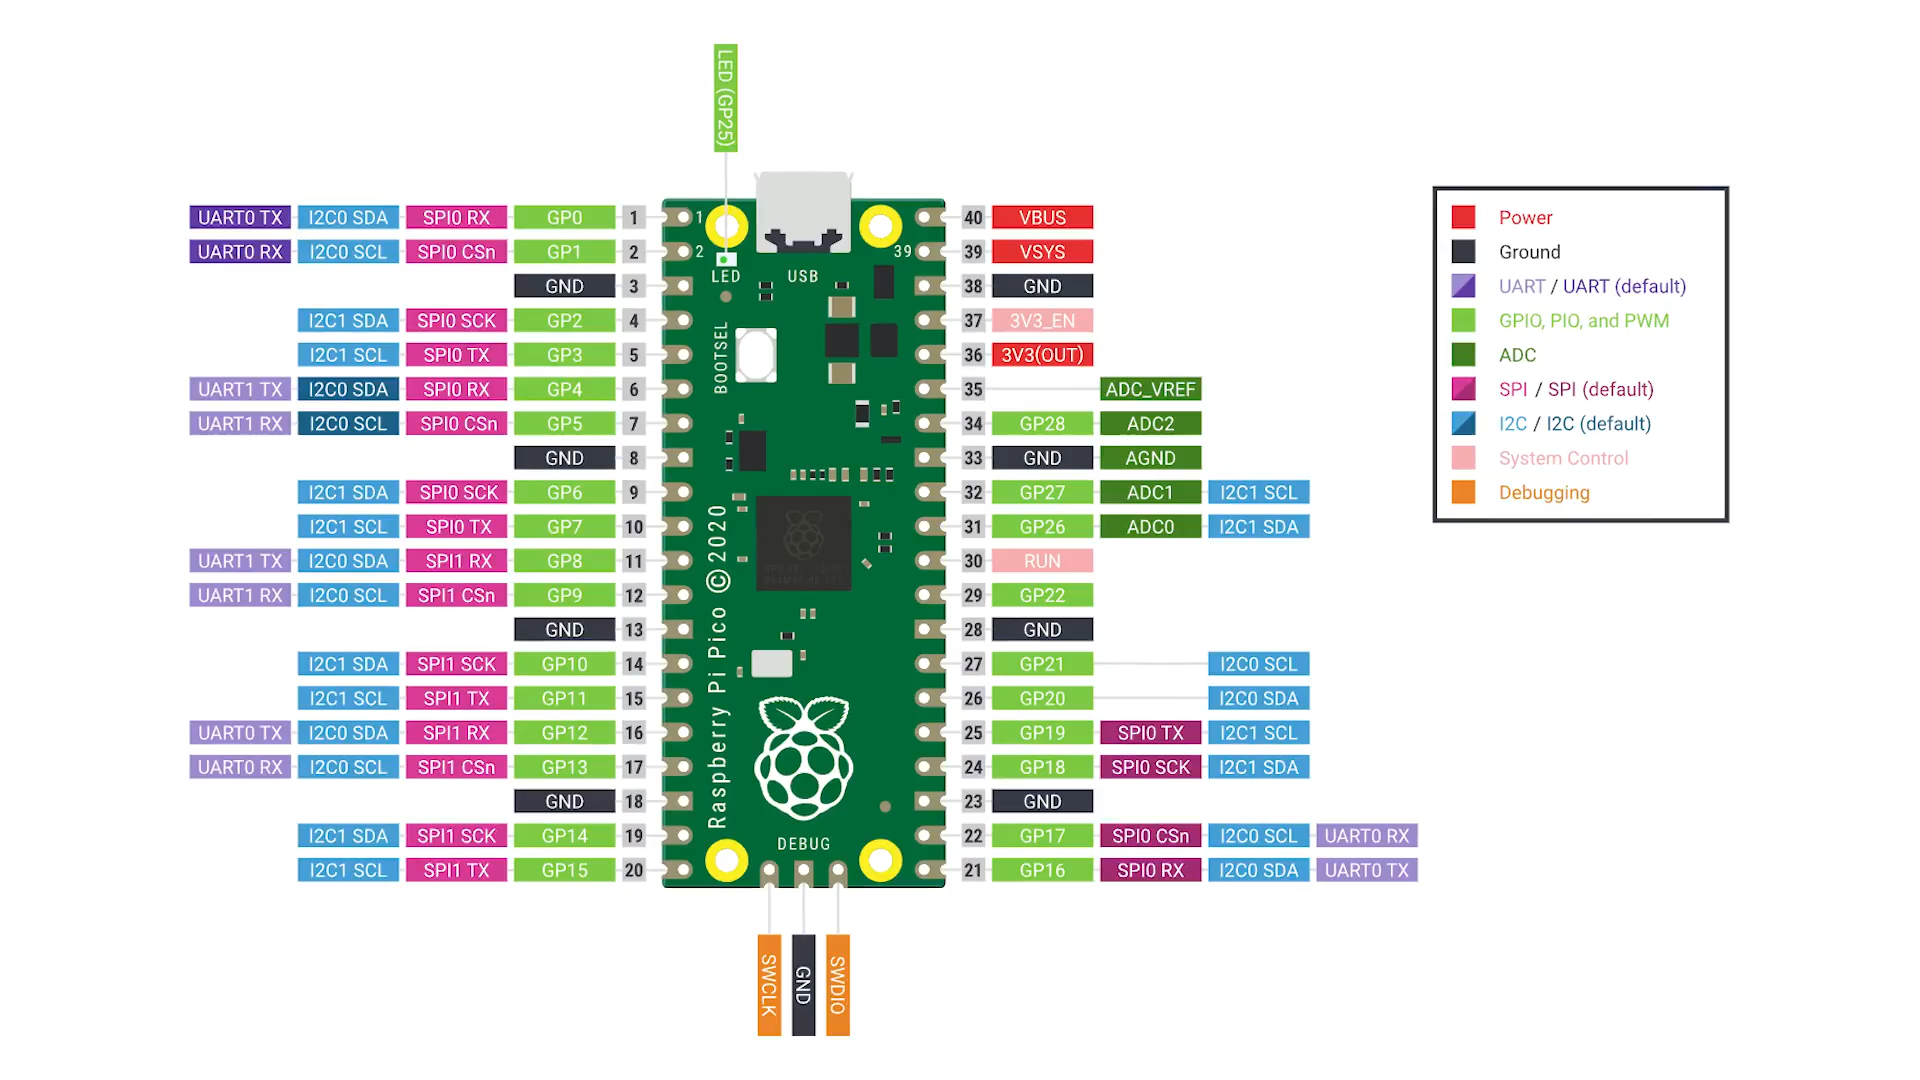 LED (GP25)
UART0 TX I2C0 SDA SPI0 RX GP0 1 1 40 VBUS
UART0 RX I2C0 SCL SPI0 CSn GP1 2 2 39 39 VSYS
LED USB
GND 3 38 GND
I2C1 SDA SPI0 SCK GP2 4 37 3V3_EN
I2C1 SCL SPI0 TX GP3 5 36 3V3(OUT)
BOOTSEL
UART1 TX I2C0 SDA SPI0 RX GP4 6 35 ADC_VREF
UART1 RX I2C0 SCL SPI0 CSn GP5 7 34 GP28 ADC2
GND 8 33 GND AGND
I2C1 SDA SPI0 SCK GP6 9 32 GP27 ADC1 I2C1 SCL
I2C1 SCL SPI0 TX GP7 10 31 GP26 ADC0 I2C1 SDA
UART1 TX I2C0 SDA SPI1 RX GP8 11 30 RUN
UART1 RX I2C0 SCL SPI1 CSn GP9 12 29 GP22
GND 13 28 GND
I2C1 SDA SPI1 SCK GP10 14 27 GP21 I2C0 SCL
I2C1 SCL SPI1 TX GP11 15 26 GP20 I2C0 SDA
UART0 TX I2C0 SDA SPI1 RX GP12 16 25 GP19 SPI0 TX I2C1 SCL
UART0 RX I2C0 SCL SPI1 CSn GP13 17 24 GP18 SPI0 SCK I2C1 SDA
Raspberry Pi Pico ©2020
GND 18 23 GND
I2C1 SDA SPI1 SCK GP14 19 22 GP17 SPI0 CSn I2C0 SCL UART0 RX
DEBUG
I2C1 SCL SPI1 TX GP15 20 21 GP16 SPI0 RX I2C0 SDA UART0 TX
SWCLK
GND
SWDIO
Power
Ground
UART / UART (default)
GPIO, PIO, and PWM
ADC
SPI / SPI (default)
I2C / I2C (default)
System Control
Debugging